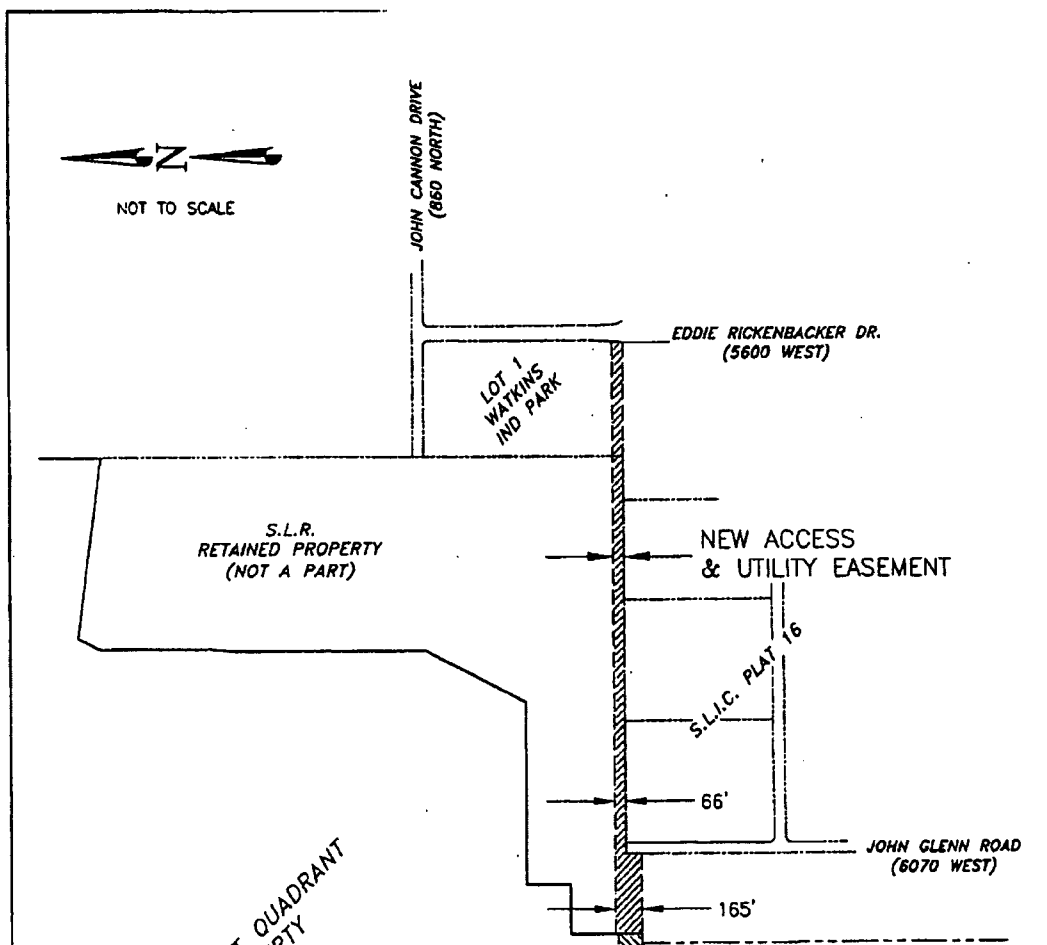 N
NOT TO SCALE
JOHN CANNON DRIVE
(860 NORTH)
EDDIE RICKENBACKER DR.
(5600 WEST)
LOT 1
WATKINS
IND PARK
S.L.R.
RETAINED PROPERTY
(NOT A PART)
NEW ACCESS
& UTILITY EASEMENT
S.L.I.C. PLAT 16
66'
JOHN GLENN ROAD
(6070 WEST)
165'
QUADRANT